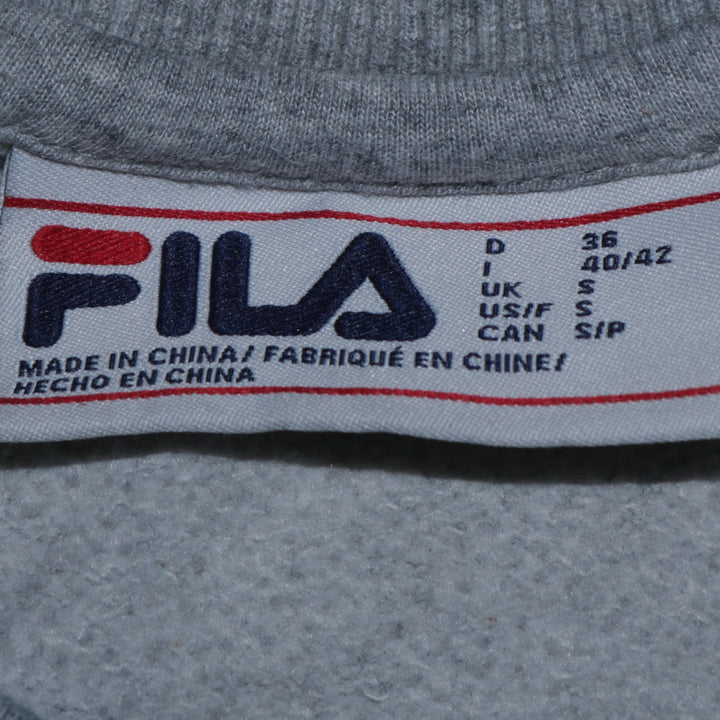 FILA
D 36
I 40/42
UK S
US/F S
CAN S/P
MADE IN CHINA/ FABRIQUÉ EN CHINE/
HECHO EN CHINA